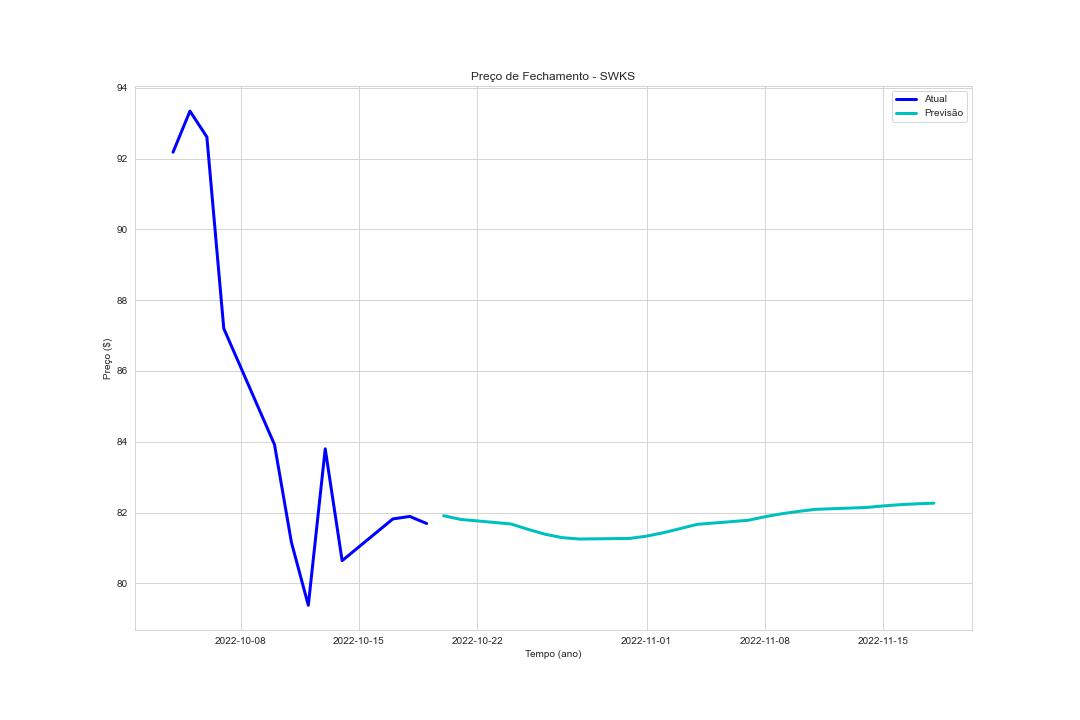 Preço de Fechamento - SWKS
Atual
Previsão
94
92
90
88
86
84
82
80
Preço ($)
2022-10-08
2022-10-15
2022-10-22
2022-11-01
2022-11-08
2022-11-15
Tempo (ano)